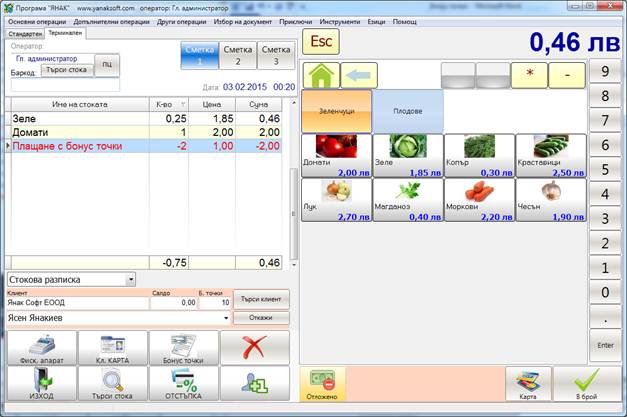 Програма "ЯНАК" www.yanaksoft.com оператор: Гл. администратор
Основни операции Допълнителни операции Други операции Избор на документ Приключи Инструменти Езици Помощ
Стандартен Терминален
Оператор:
Гл. администратор
Баркод: Търси стока ПЦ
Сметка 1
Сметка 2
Сметка 3
Дата: 03.02.2015 00:20
Име на стоката К-во Цена Сума
Зеле 0,25 1,85 0,46
Домати 1 2,00 2,00
Плащане с бонус точки -2 1,00 -2,00
-0,75 0,46
Стокова разписка
Клиент Салдо Б. точки
Янак Софт ЕООД 0,00 10
Търси клиент
Ясен Янакиев
Откажи
Фиск. апарат Кл. КАРТА Бонус точки
ИЗХОД Търси стока ОТСТЪПКА +1
Esc 0,46 лв
* -
Зеленчуци Плодове
Домати Зеле Копър Краставици
2,00 лв 1,85 лв 0,30 лв 2,50 лв
Лук Магданоз Моркови Чесън
2,70 лв 0,40 лв 2,20 лв 1,90 лв
9
8
7
6
5
4
3
2
1
0
.
Enter
Отложено Карта В брой